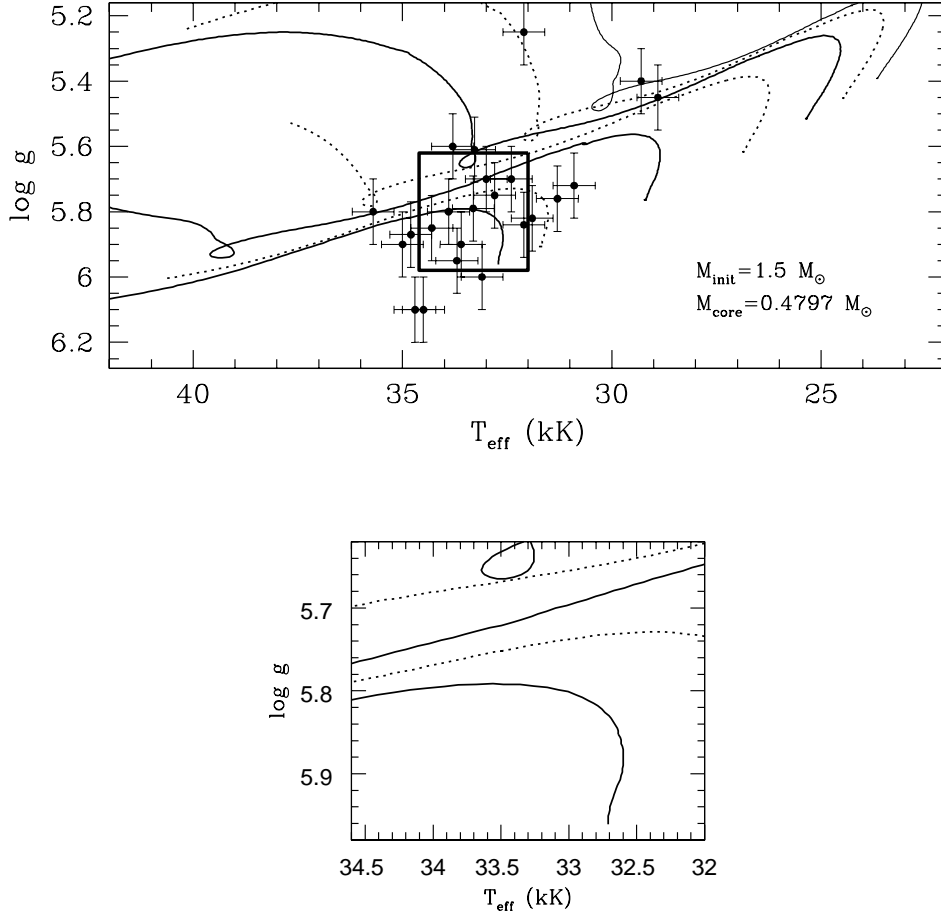 5.2
5.4
5.6
5.8
6
6.2
log g
M_init=1.5 M_⊙
M_core=0.4797 M_⊙
40 35 30 25
T_eff (kK)
5.7
5.8
5.9
log g
34.5 34 33.5 33 32.5 32
T_eff (kK)